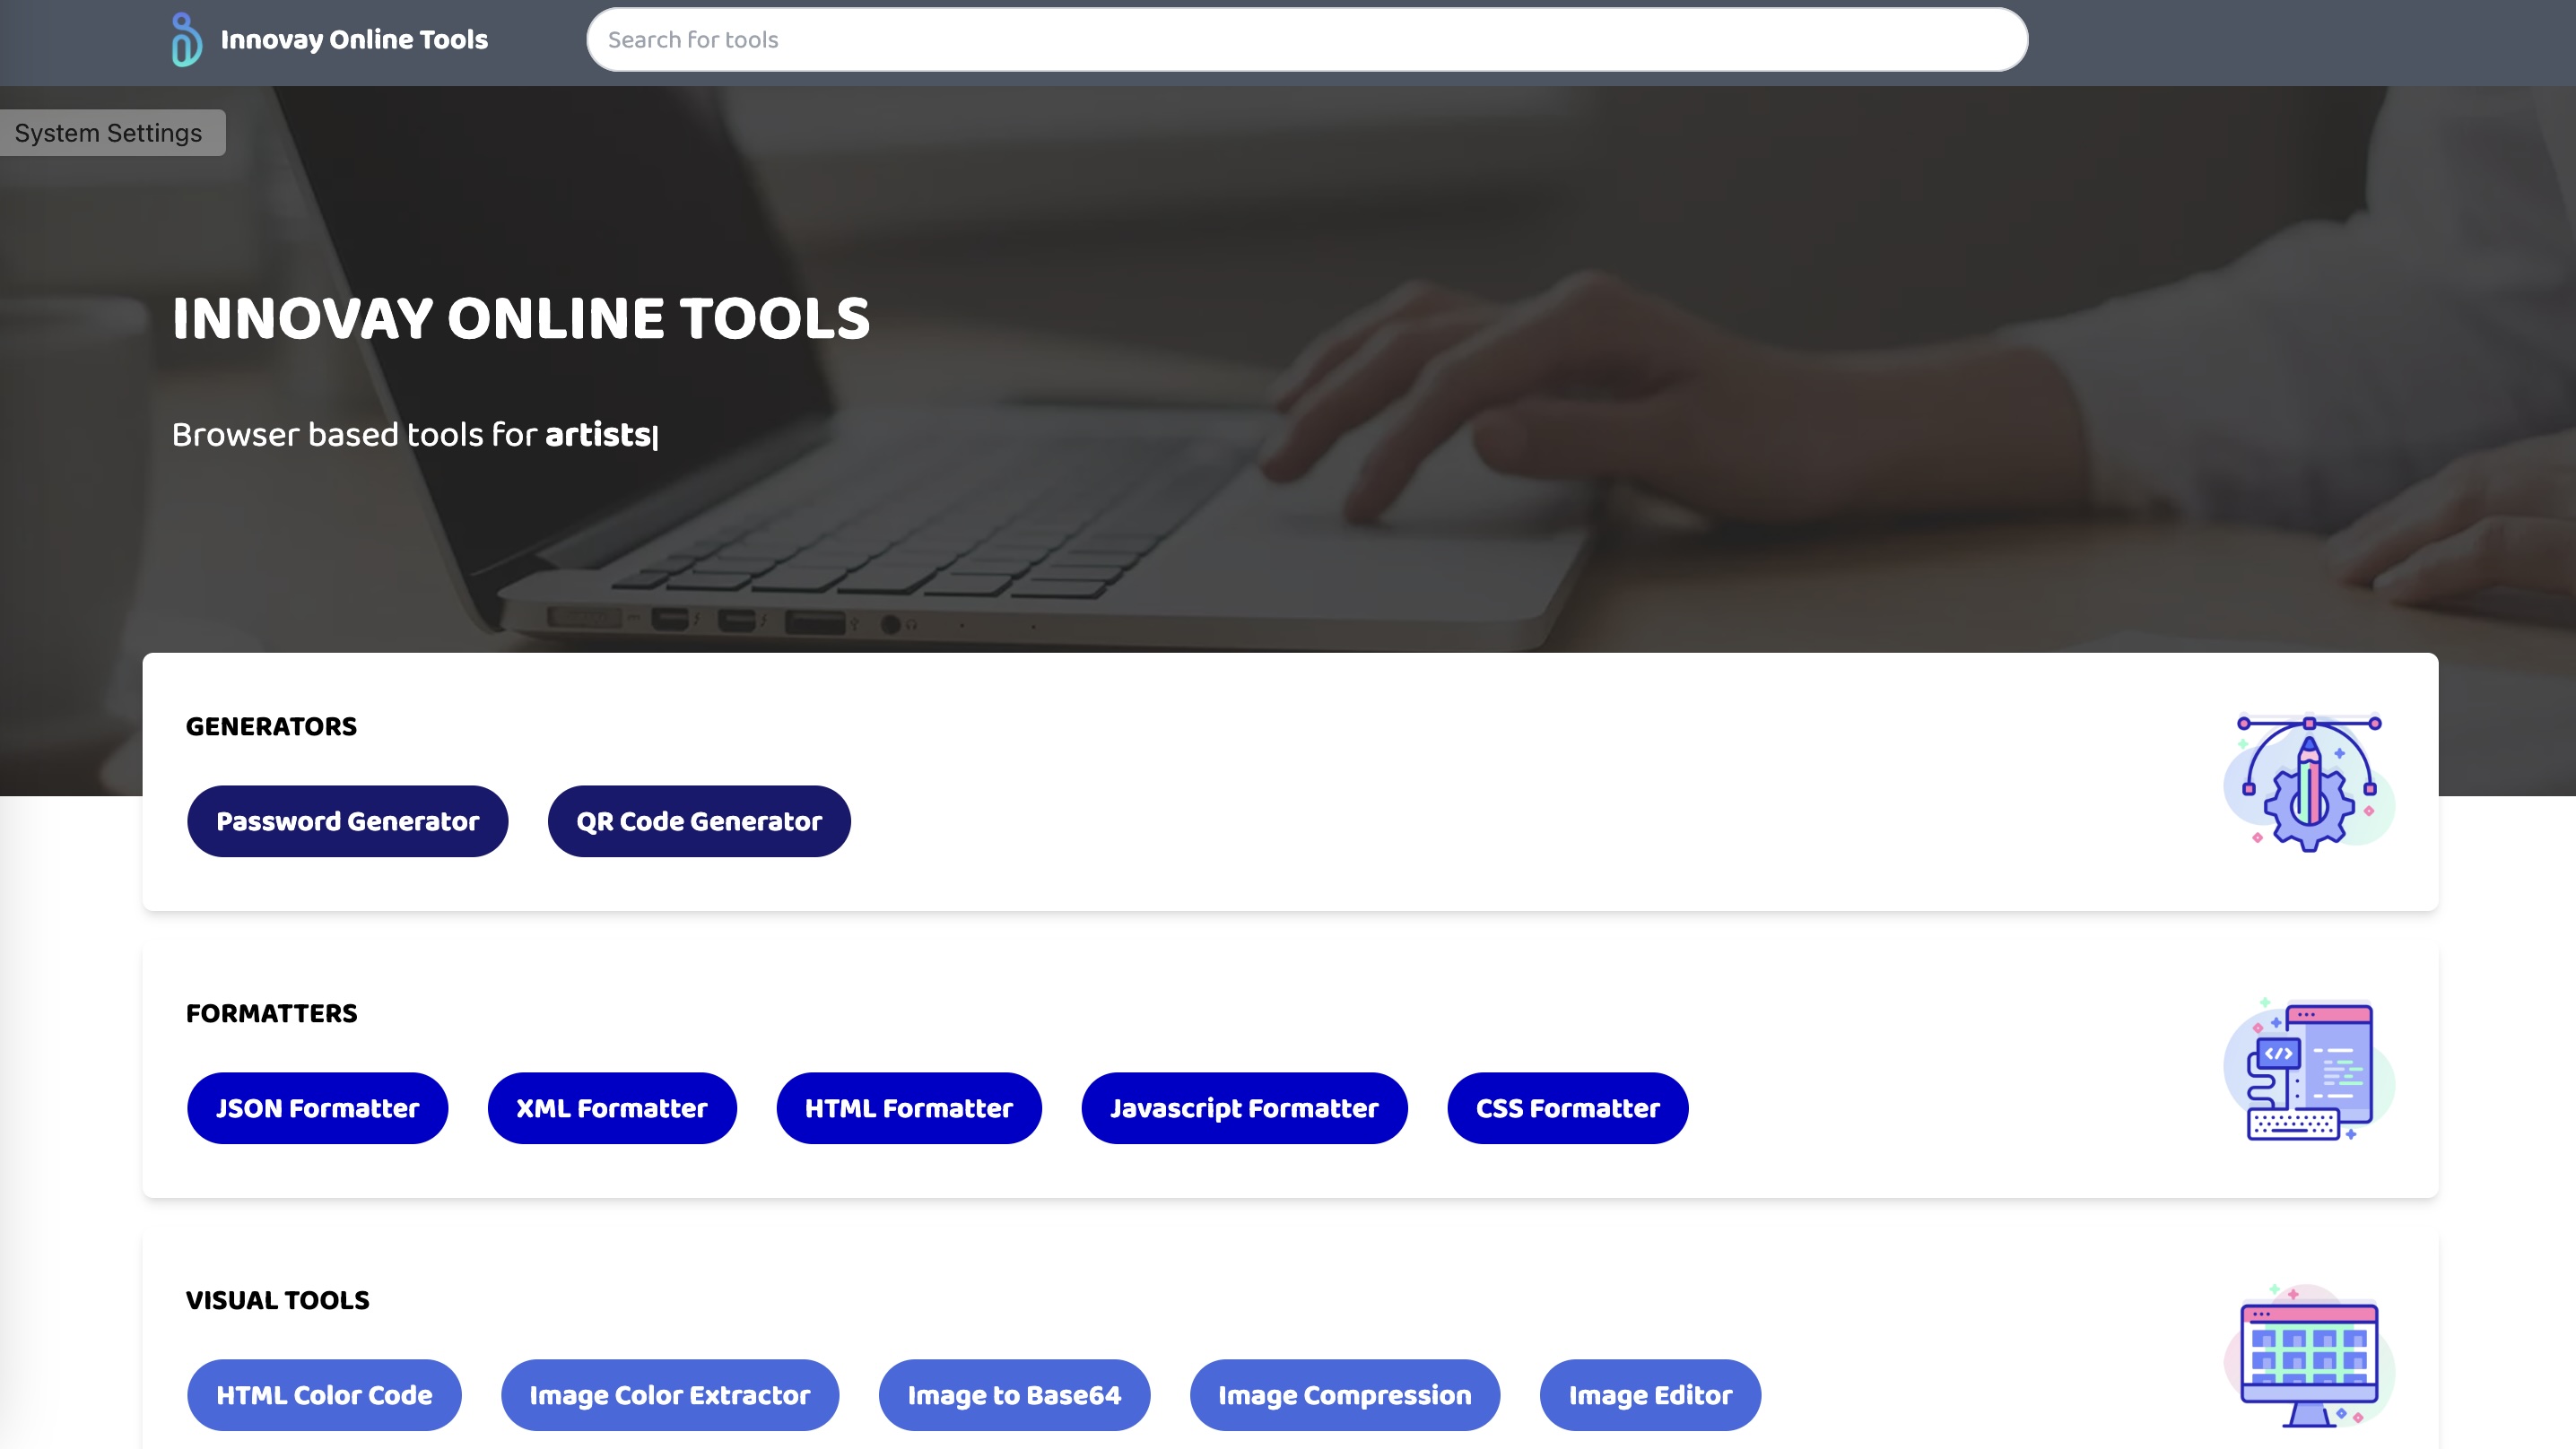 Innovay Online Tools
Search for tools
System Settings
INNOVAY ONLINE TOOLS
Browser based tools for artists|
GENERATORS
Password Generator
QR Code Generator
FORMATTERS
</>
JSON Formatter
XML Formatter
HTML Formatter
Javascript Formatter
CSS Formatter
VISUAL TOOLS
HTML Color Code
Image Color Extractor
Image to Base64
Image Compression
Image Editor